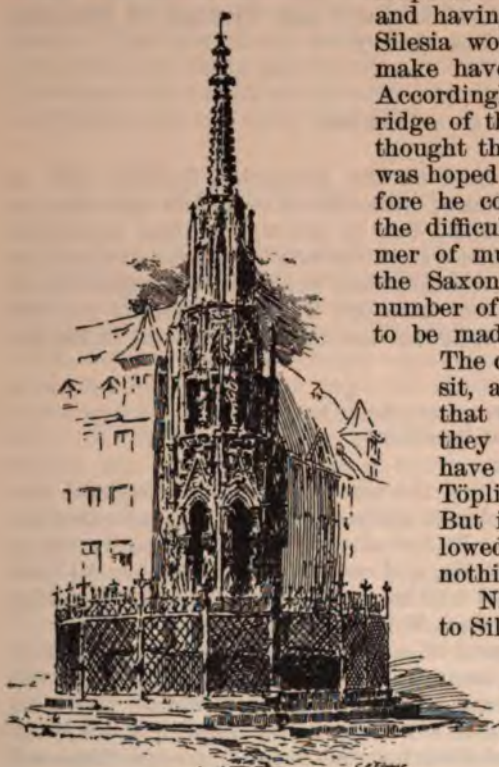 and havin
Silesia wo
make have
According
ridge of th
thought th
was hoped
fore he co
the difficu
mer of mu
the Saxon
number of
to be mad
The c
sit, a
that
they
have
Töpli
But i
lowed
nothi
N
to Sil